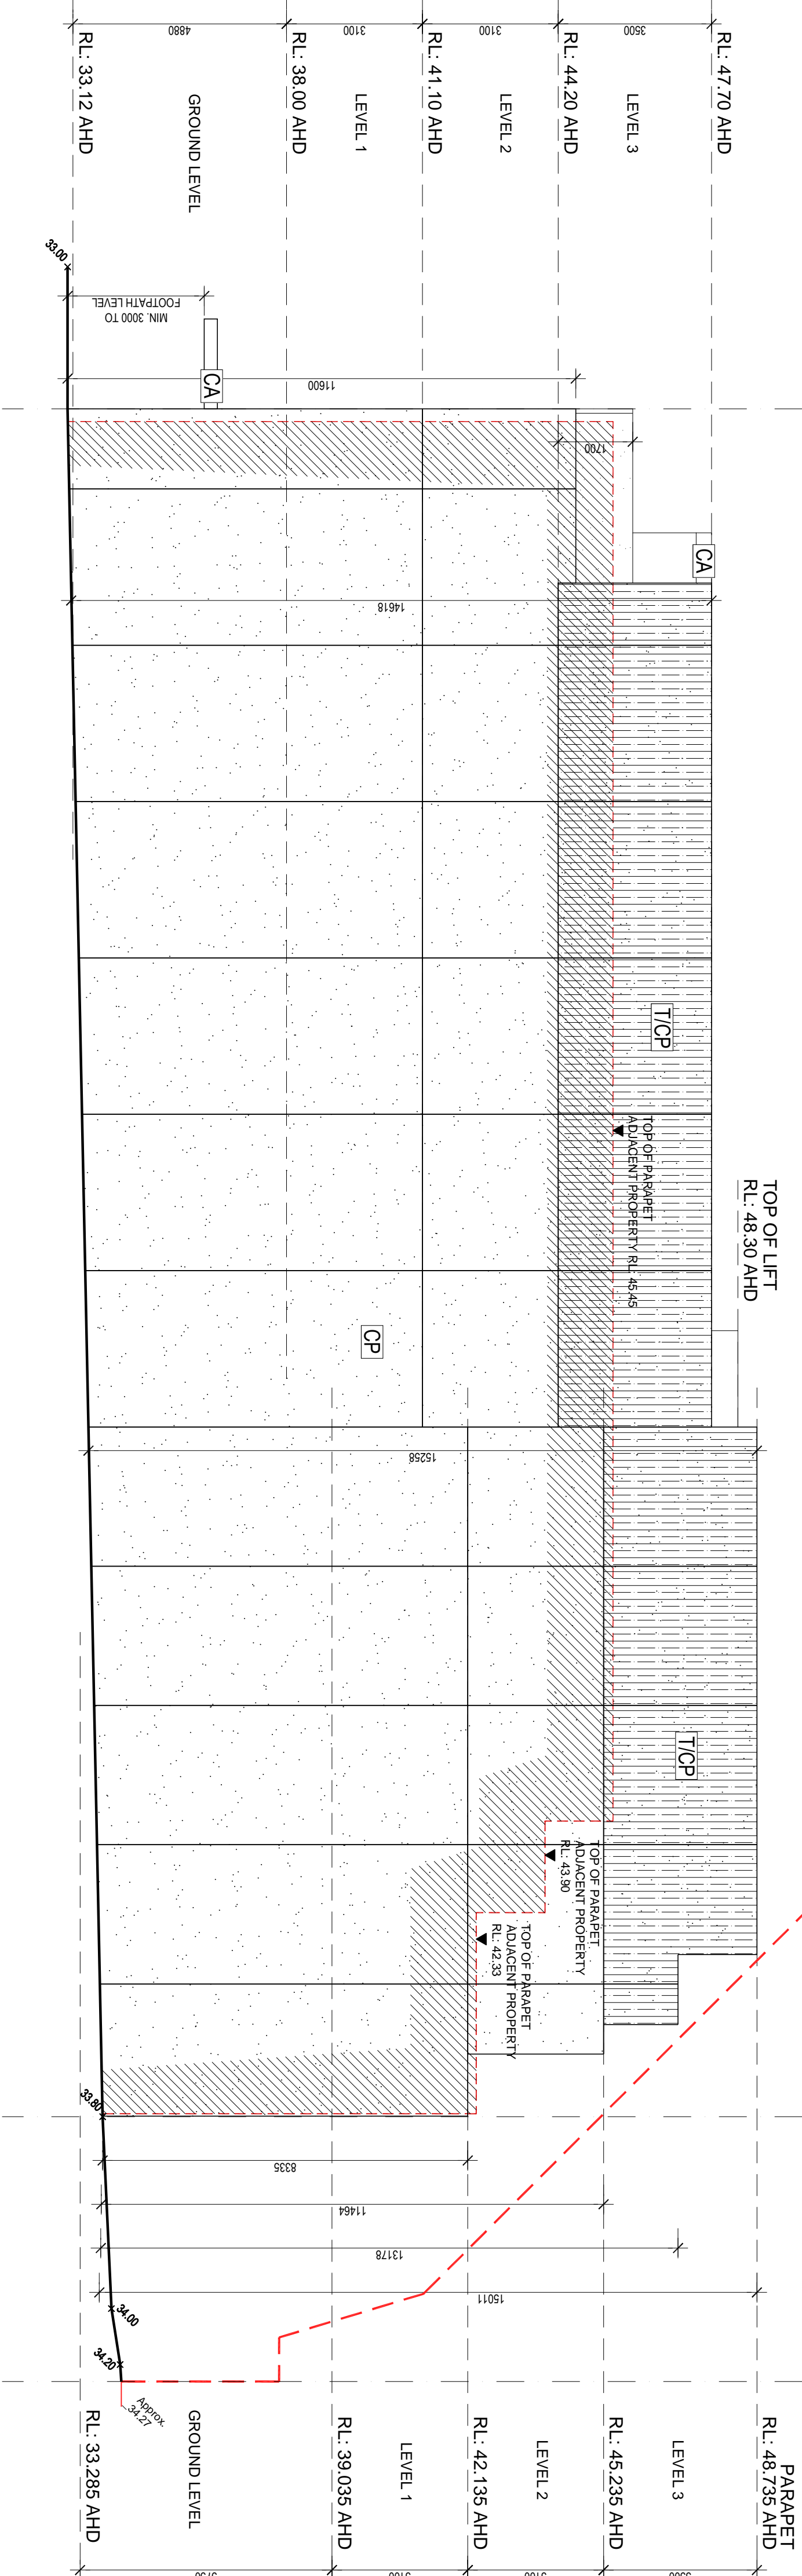 3500
3100
3100
4880
RL: 47.70 AHD
LEVEL 3
RL: 44.20 AHD
LEVEL 2
RL: 41.10 AHD
LEVEL 1
RL: 38.00 AHD
GROUND LEVEL
RL: 33.12 AHD
33.00
MIN. 3000 TO
FOOTPATH LEVEL
CA
11600
1700
CA
14618
T/CP
TOP OF PARAPET
ADJACENT PROPERTY RL: 45.45
TOP OF LIFT
RL: 48.30 AHD
CP
15258
T/CP
TOP OF PARAPET
ADJACENT PROPERTY
RL: 43.90
TOP OF PARAPET
ADJACENT PROPERTY
RL: 42.33
33.80
8335
11464
13178
15011
34.00
34.20
Approx.
34.27
PARAPET
RL: 48.735 AHD
LEVEL 3
RL: 45.235 AHD
LEVEL 2
RL: 42.135 AHD
LEVEL 1
RL: 39.035 AHD
GROUND LEVEL
RL: 33.285 AHD